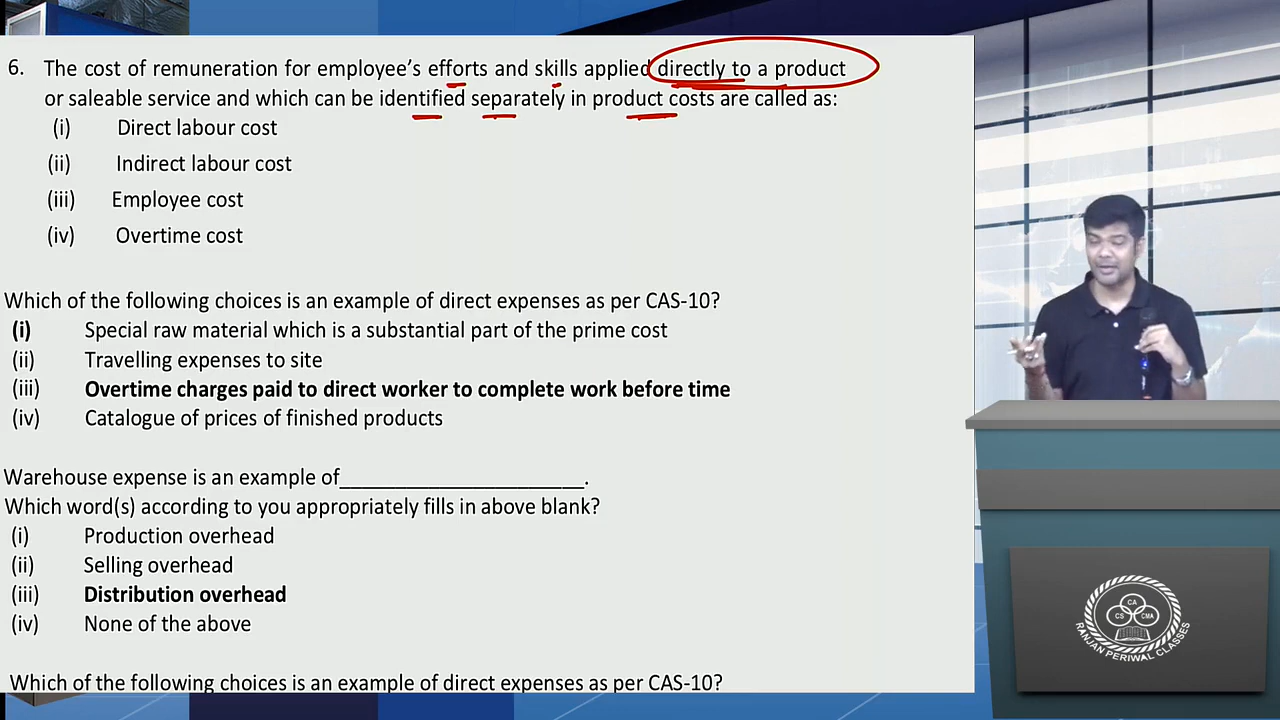 6. The cost of remuneration for employee's efforts and skills applied directly to a product
or saleable service and which can be identified separately in product costs are called as:
(i) Direct labour cost
(ii) Indirect labour cost
(iii) Employee cost
(iv) Overtime cost
Which of the following choices is an example of direct expenses as per CAS-10?
(i) Special raw material which is a substantial part of the prime cost
(ii) Travelling expenses to site
(iii) Overtime charges paid to direct worker to complete work before time
(iv) Catalogue of prices of finished products
Warehouse expense is an example of______________________.
Which word(s) according to you appropriately fills in above blank?
(i) Production overhead
(ii) Selling overhead
(iii) Distribution overhead
(iv) None of the above
Which of the following choices is an example of direct expenses as per CAS-10?
CA
CS CMA
RANJAN PERIWAL CLASSES